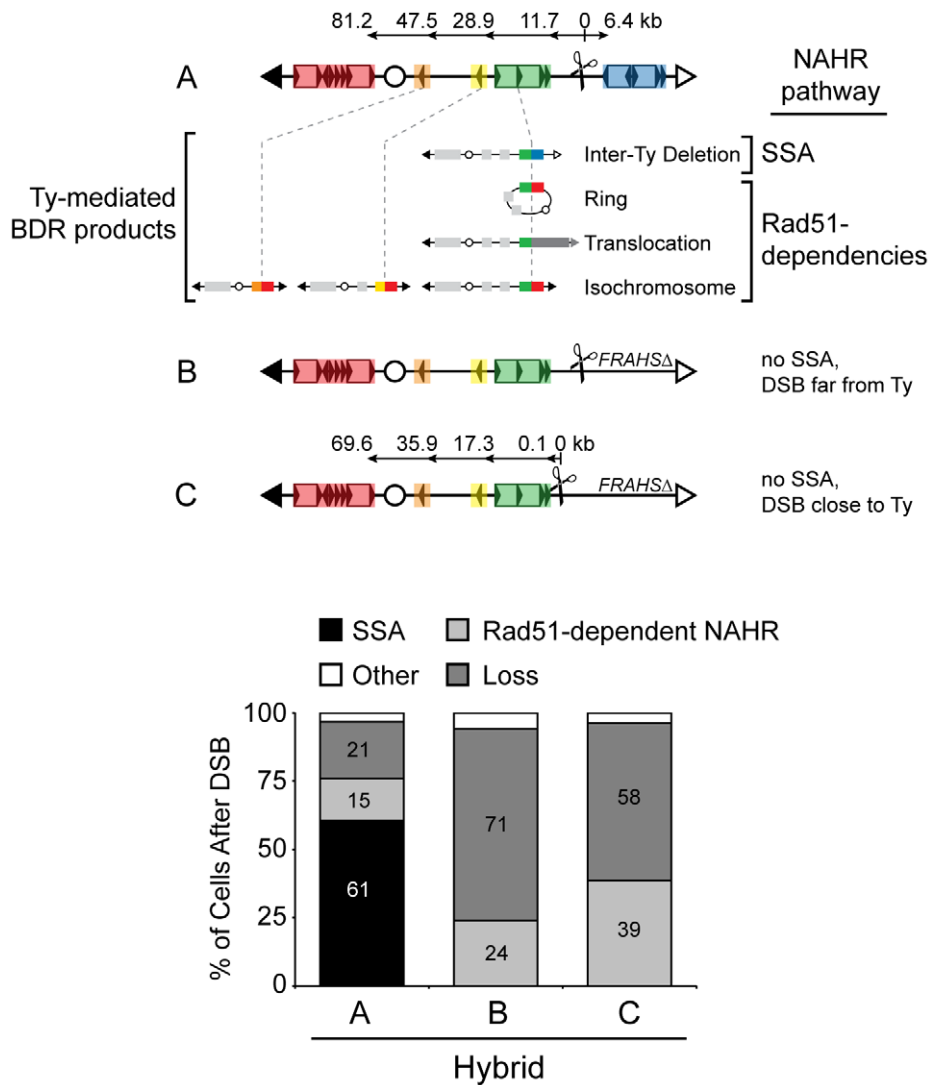 81.2 47.5 28.9 11.7 0 6.4 kb
A
NAHR
pathway
Ty-mediated
BDR products
Inter-Ty Deletion
SSA
Ring
Translocation
Isochromosome
Rad51-
dependencies
B
FRAHSΔ
no SSA,
DSB far from Ty
69.6 35.9 17.3 0.1 0 kb
C
FRAHSΔ
no SSA,
DSB close to Ty
SSA Rad51-dependent NAHR
Other Loss
% of Cells After DSB
100
75
50
25
0
21
15
61
71
24
58
39
A B C
Hybrid